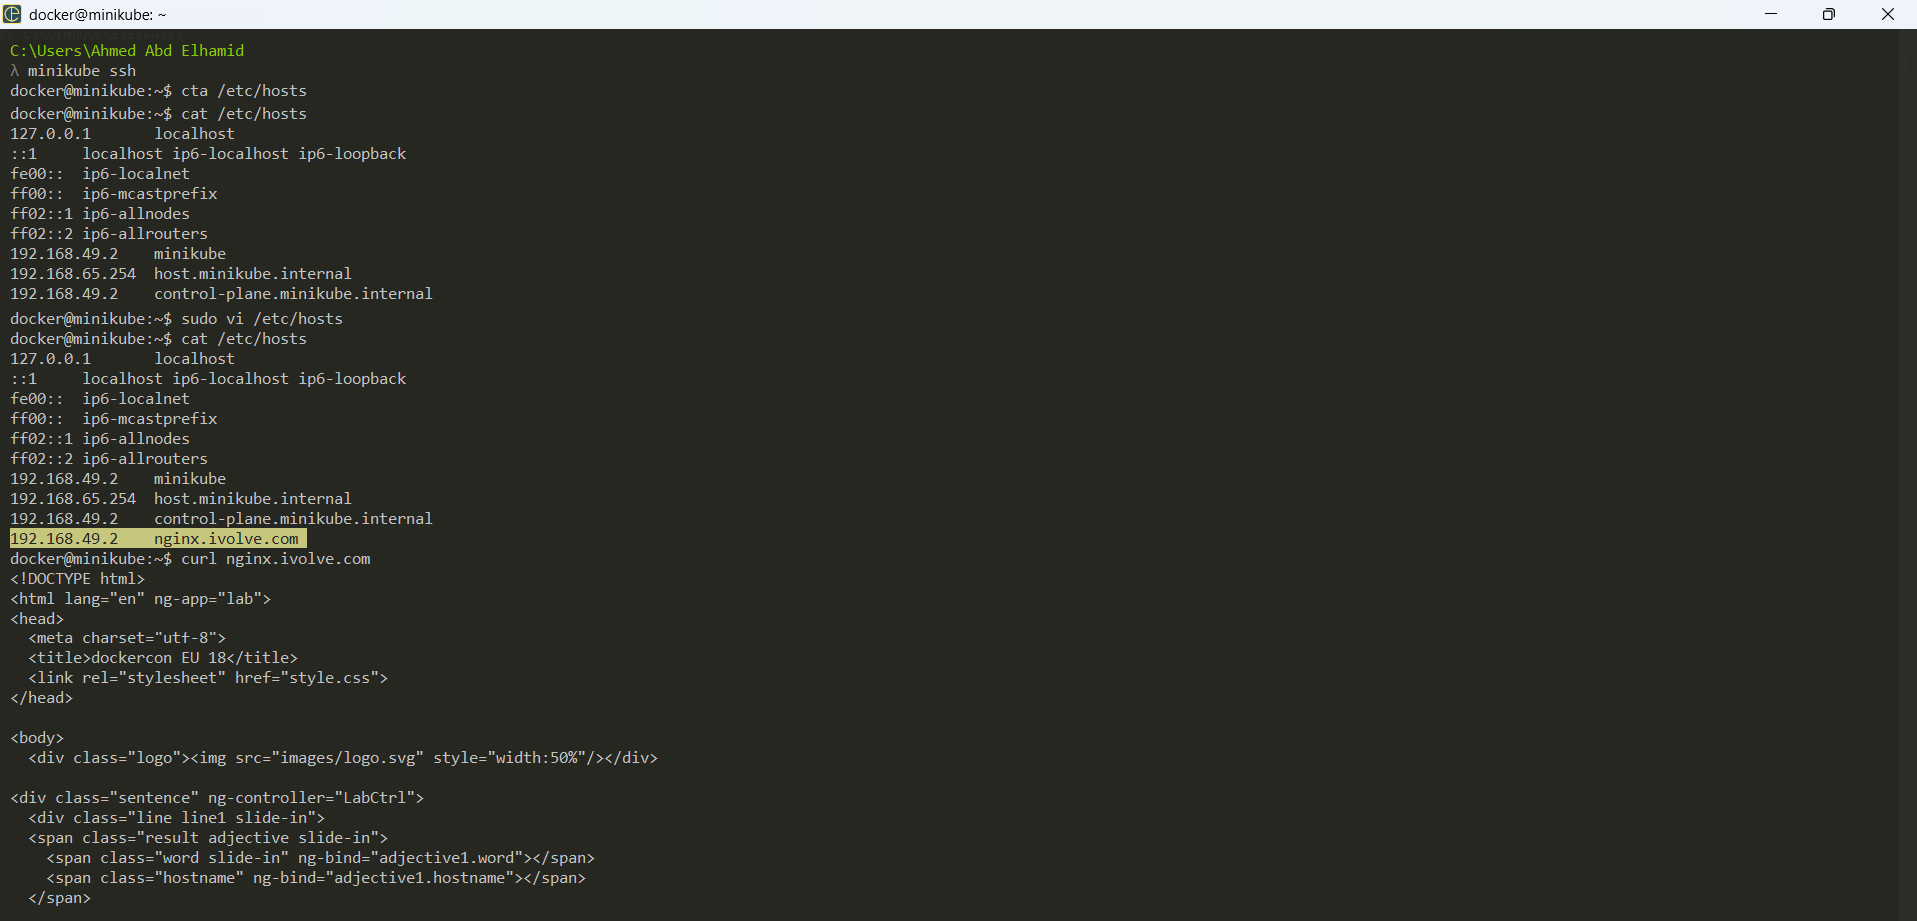 docker@minikube: ~
C:\Users\Ahmed Abd Elhamid
λ minikube ssh
docker@minikube:~$ cta /etc/hosts
docker@minikube:~$ cat /etc/hosts
127.0.0.1       localhost
::1     localhost ip6-localhost ip6-loopback
fe00::  ip6-localnet
ff00::  ip6-mcastprefix
ff02::1 ip6-allnodes
ff02::2 ip6-allrouters
192.168.49.2    minikube
192.168.65.254  host.minikube.internal
192.168.49.2    control-plane.minikube.internal
docker@minikube:~$ sudo vi /etc/hosts
docker@minikube:~$ cat /etc/hosts
127.0.0.1       localhost
::1     localhost ip6-localhost ip6-loopback
fe00::  ip6-localnet
ff00::  ip6-mcastprefix
ff02::1 ip6-allnodes
ff02::2 ip6-allrouters
192.168.49.2    minikube
192.168.65.254  host.minikube.internal
192.168.49.2    control-plane.minikube.internal
192.168.49.2    nginx.ivolve.com
docker@minikube:~$ curl nginx.ivolve.com
<!DOCTYPE html>
<html lang="en" ng-app="lab">
<head>
  <meta charset="utf-8">
  <title>dockercon EU 18</title>
  <link rel="stylesheet" href="style.css">
</head>

<body>
  <div class="logo"><img src="images/logo.svg" style="width:50%"/></div>

<div class="sentence" ng-controller="LabCtrl">
  <div class="line line1 slide-in">
  <span class="result adjective slide-in">
    <span class="word slide-in" ng-bind="adjective1.word"></span>
    <span class="hostname" ng-bind="adjective1.hostname"></span>
  </span>